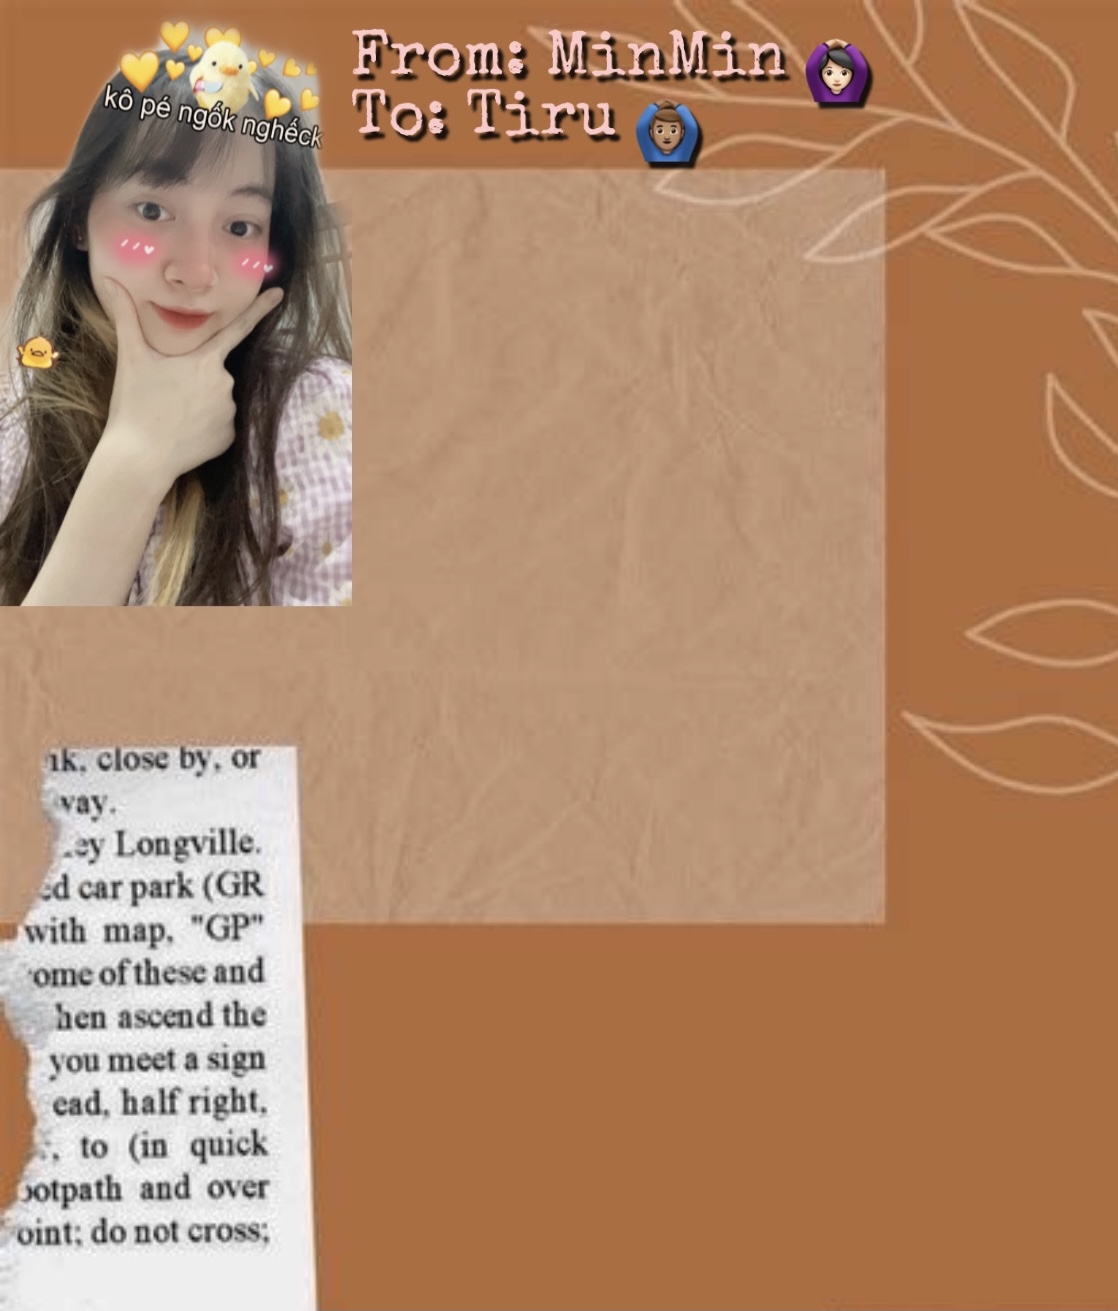 From: MinMin
To: Tiru
kô pé ngốk nghếck
close by, or
Longville.
car park (GR
with map, "GP"
of these and
ascend the
you meet a sign
half right,
to (in quick
and over
do not cross;